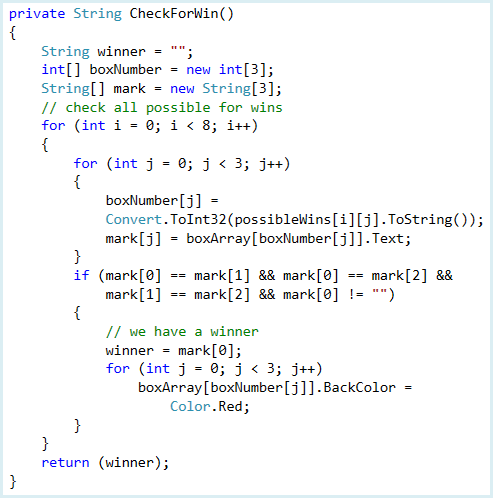 private String CheckForWin()
{
    String winner = "";
    int[] boxNumber = new int[3];
    String[] mark = new String[3];
    // check all possible for wins
    for (int i = 0; i < 8; i++)
    {
        for (int j = 0; j < 3; j++)
        {
            boxNumber[j] =
            Convert.ToInt32(possibleWins[i][j].ToString());
            mark[j] = boxArray[boxNumber[j]].Text;
        }
        if (mark[0] == mark[1] && mark[0] == mark[2] &&
            mark[1] == mark[2] && mark[0] != "")
        {
            // we have a winner
            winner = mark[0];
            for (int j = 0; j < 3; j++)
                boxArray[boxNumber[j]].BackColor =
                    Color.Red;
        }
    }
    return (winner);
}